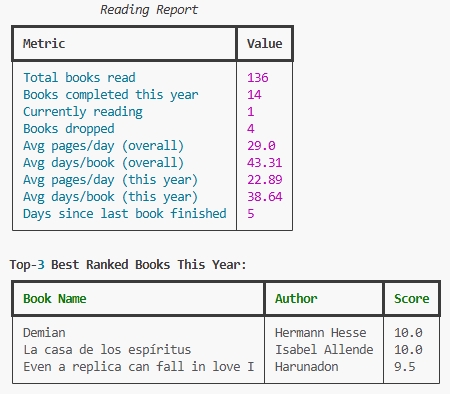 Reading Report
Metric Value
Total books read 136
Books completed this year 14
Currently reading 1
Books dropped 4
Avg pages/day (overall) 29.0
Avg days/book (overall) 43.31
Avg pages/day (this year) 22.89
Avg days/book (this year) 38.64
Days since last book finished 5
Top-3 Best Ranked Books This Year:
Book Name Author Score
Demian Hermann Hesse 10.0
La casa de los espíritus Isabel Allende 10.0
Even a replica can fall in love I Harunadon 9.5